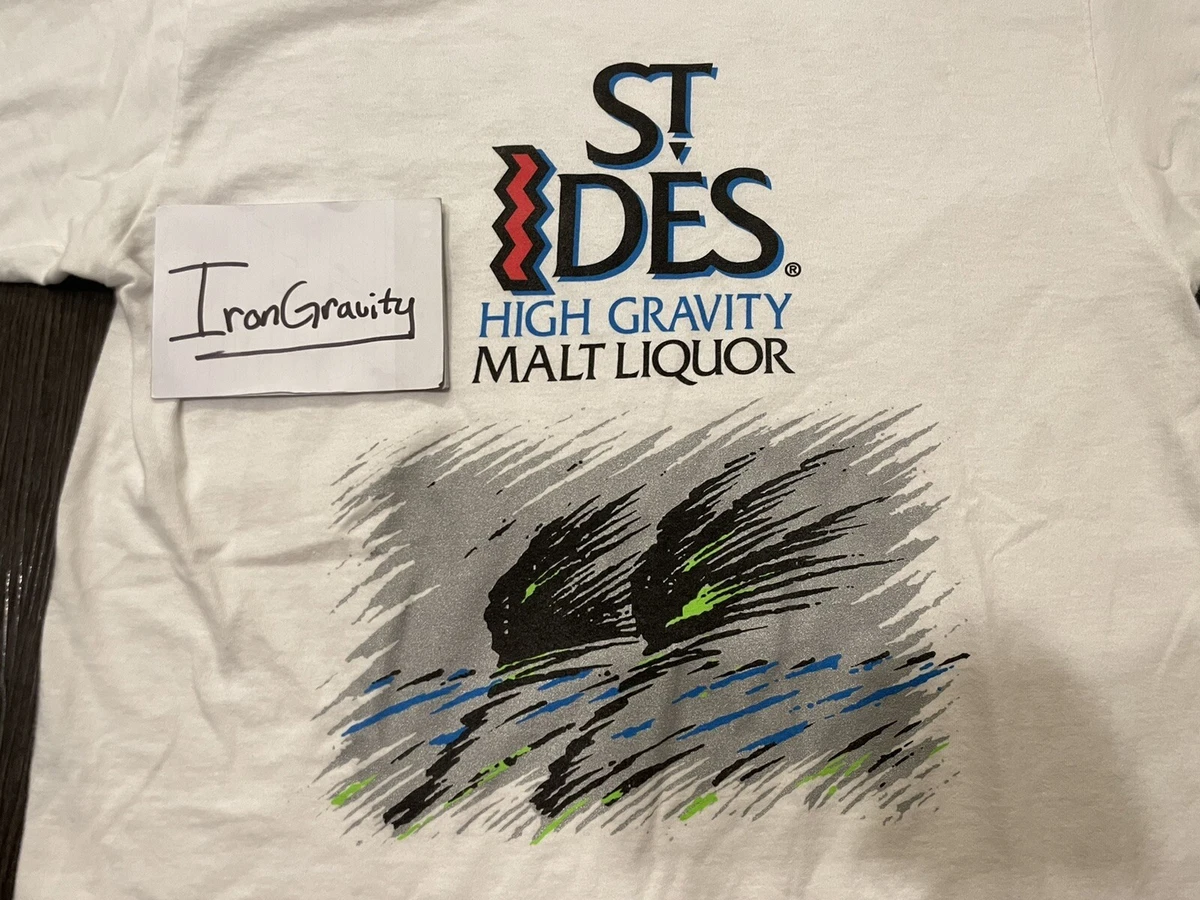 ST
IDES®
HIGH GRAVITY
MALT LIQUOR
IronGravity